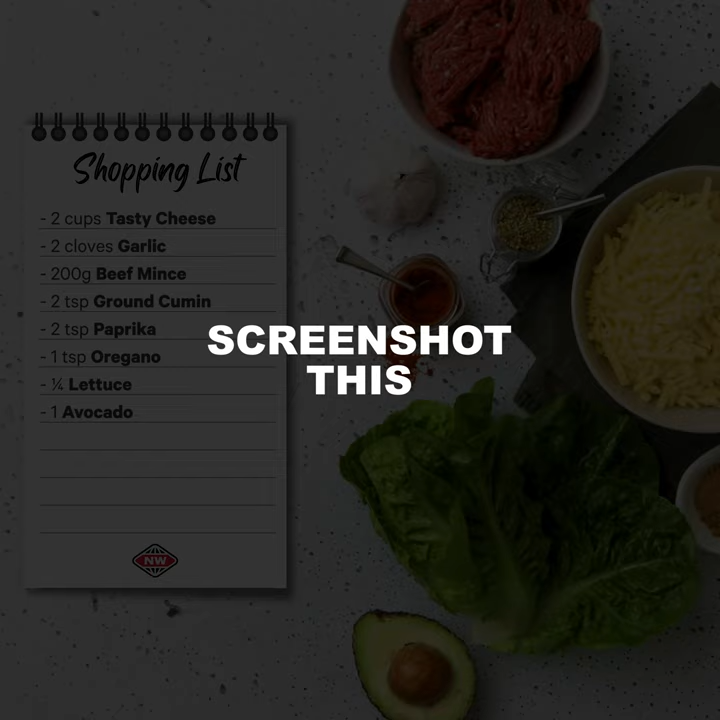 Shopping List
- 2 cups Tasty Cheese
- 2 cloves Garlic
- 200g Beef Mince
- 2 tsp Ground Cumin
- 2 tsp Paprika
- 1 tsp Oregano
- ¼ Lettuce
- 1 Avocado
SCREENSHOT
THIS
NW